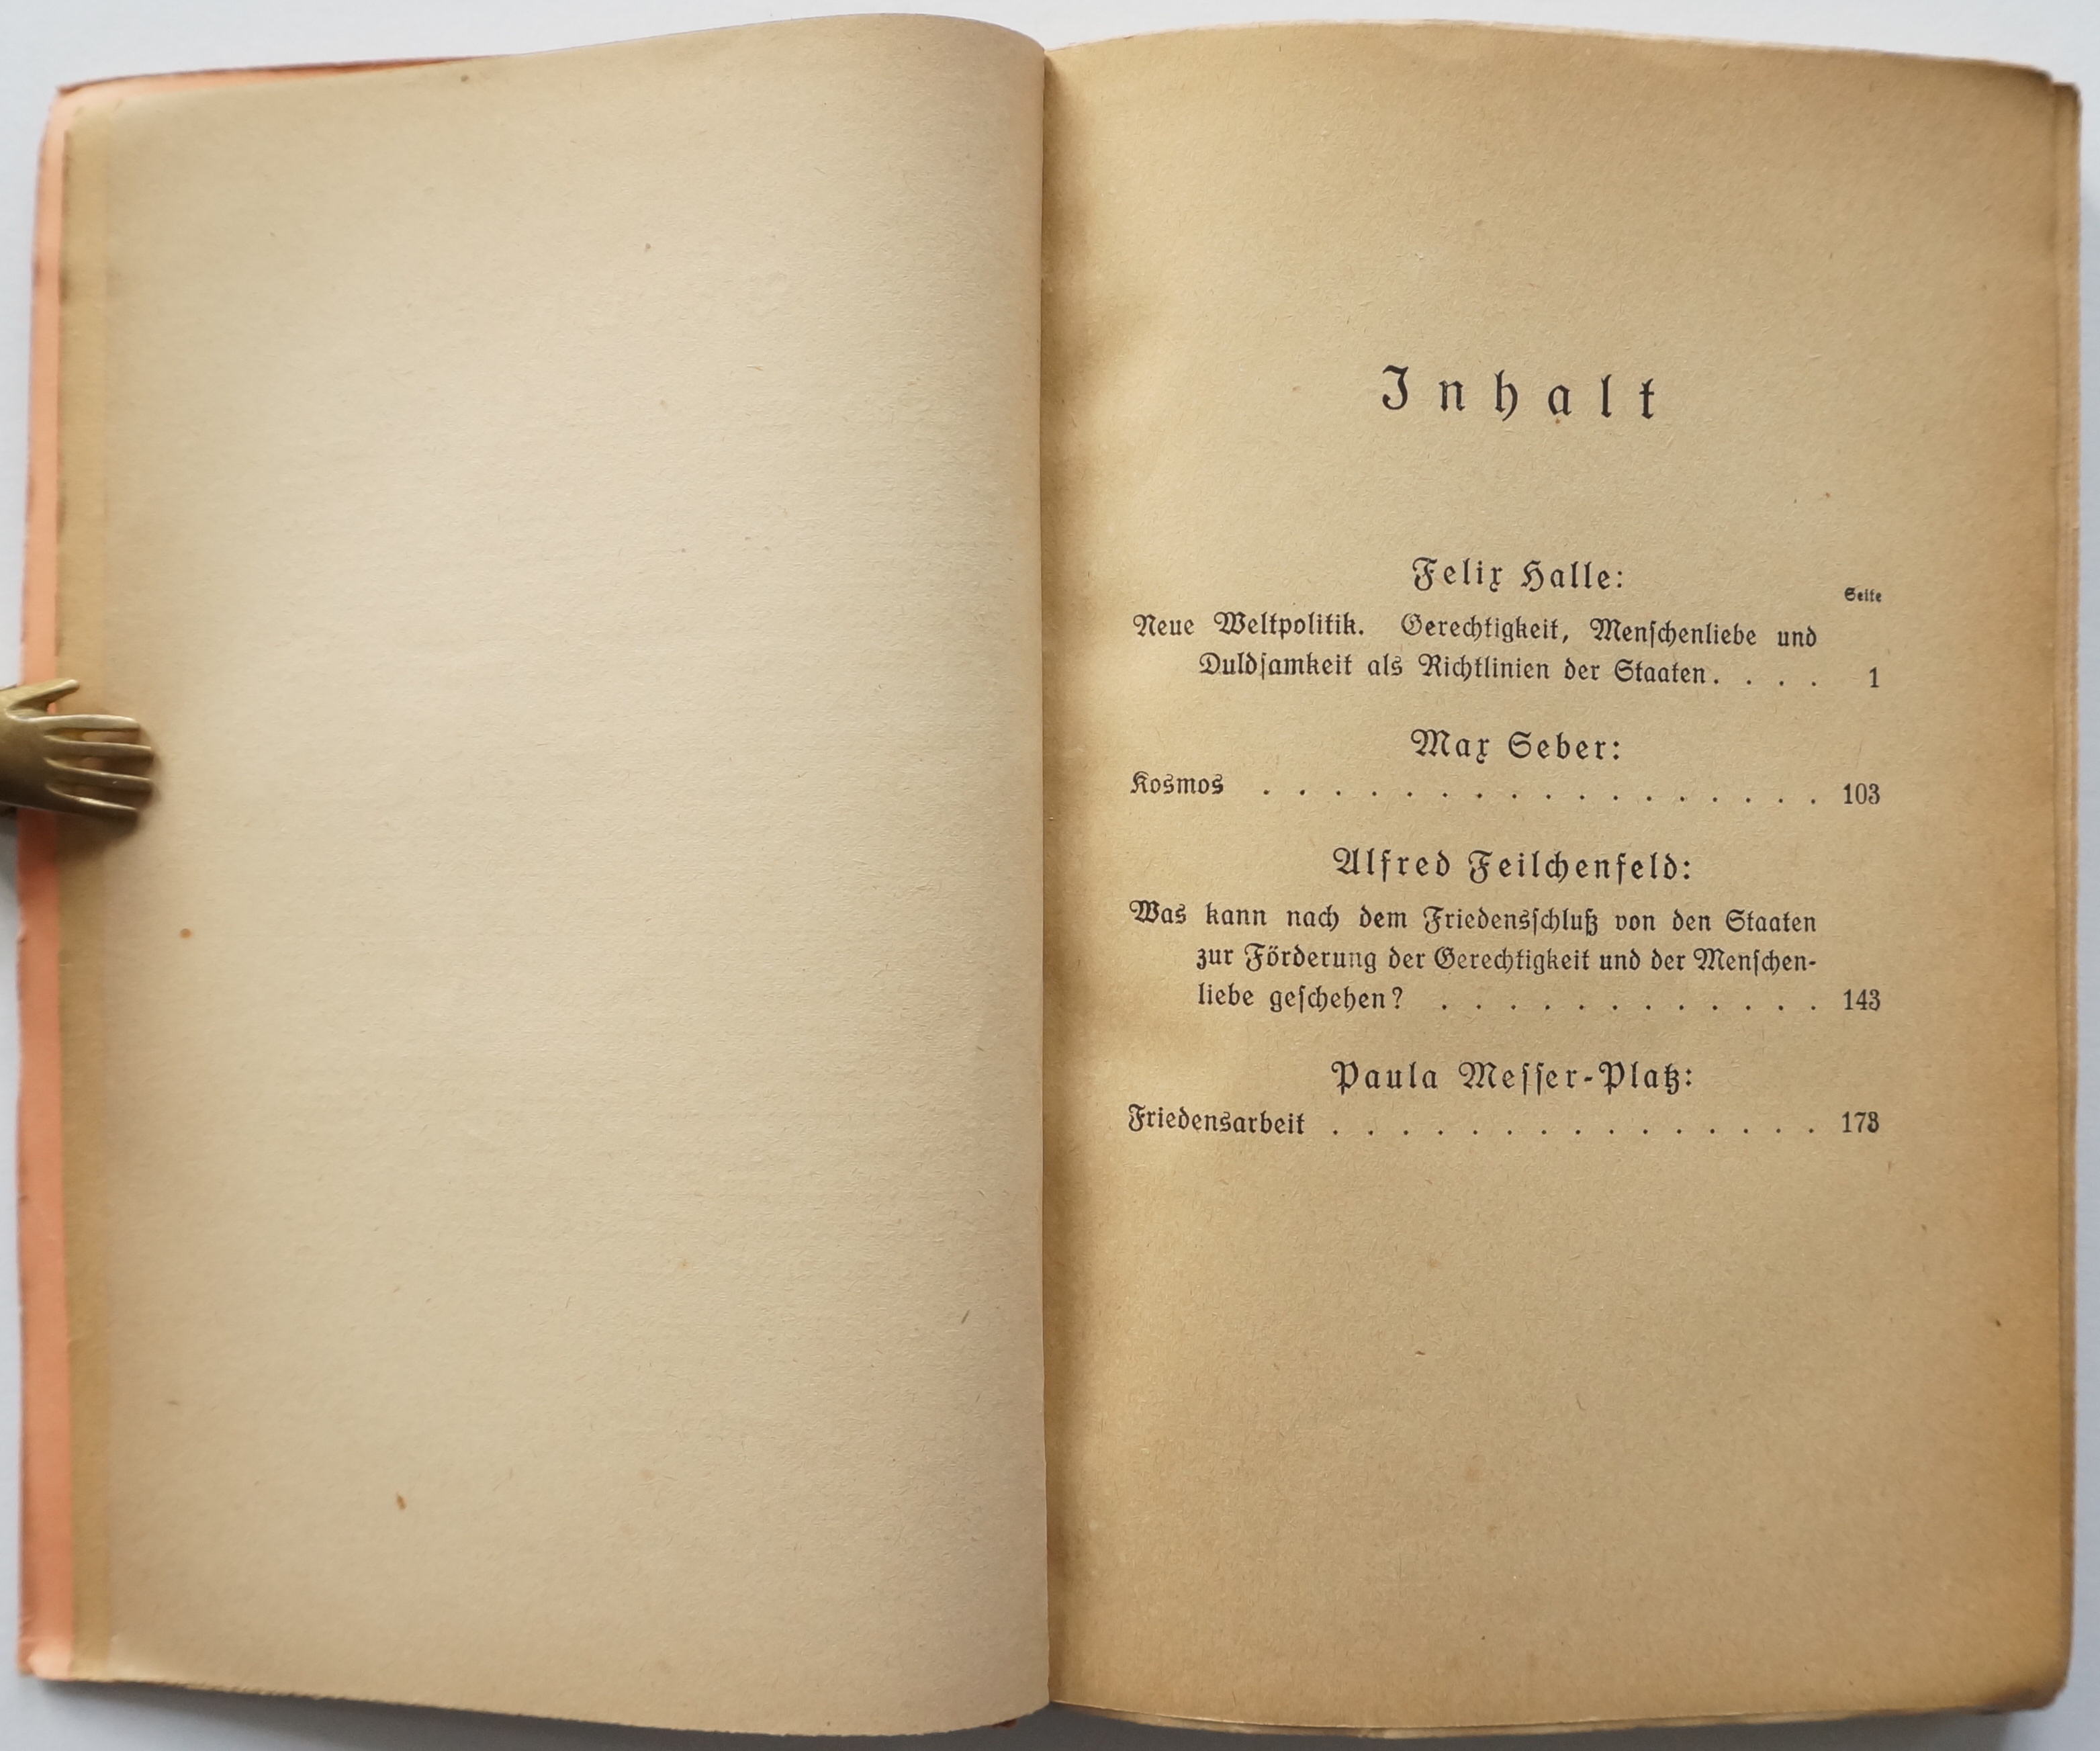 Inhalt
Felix Halle:
Seite
Neue Weltpolitik. Gerechtigkeit, Menschenliebe und
Duldsamkeit als Richtlinien der Staaten. . . . 1
Max Seber:
Kosmos . . . . . . . . . . . . . . . . . 103
Alfred Feilchenfeld:
Was kann nach dem Friedensschluß von den Staaten
zur Förderung der Gerechtigkeit und der Menschen-
liebe geschehen? . . . . . . . . . . . . 143
Paula Messer-Platz:
Friedensarbeit . . . . . . . . . . . . . . . 173